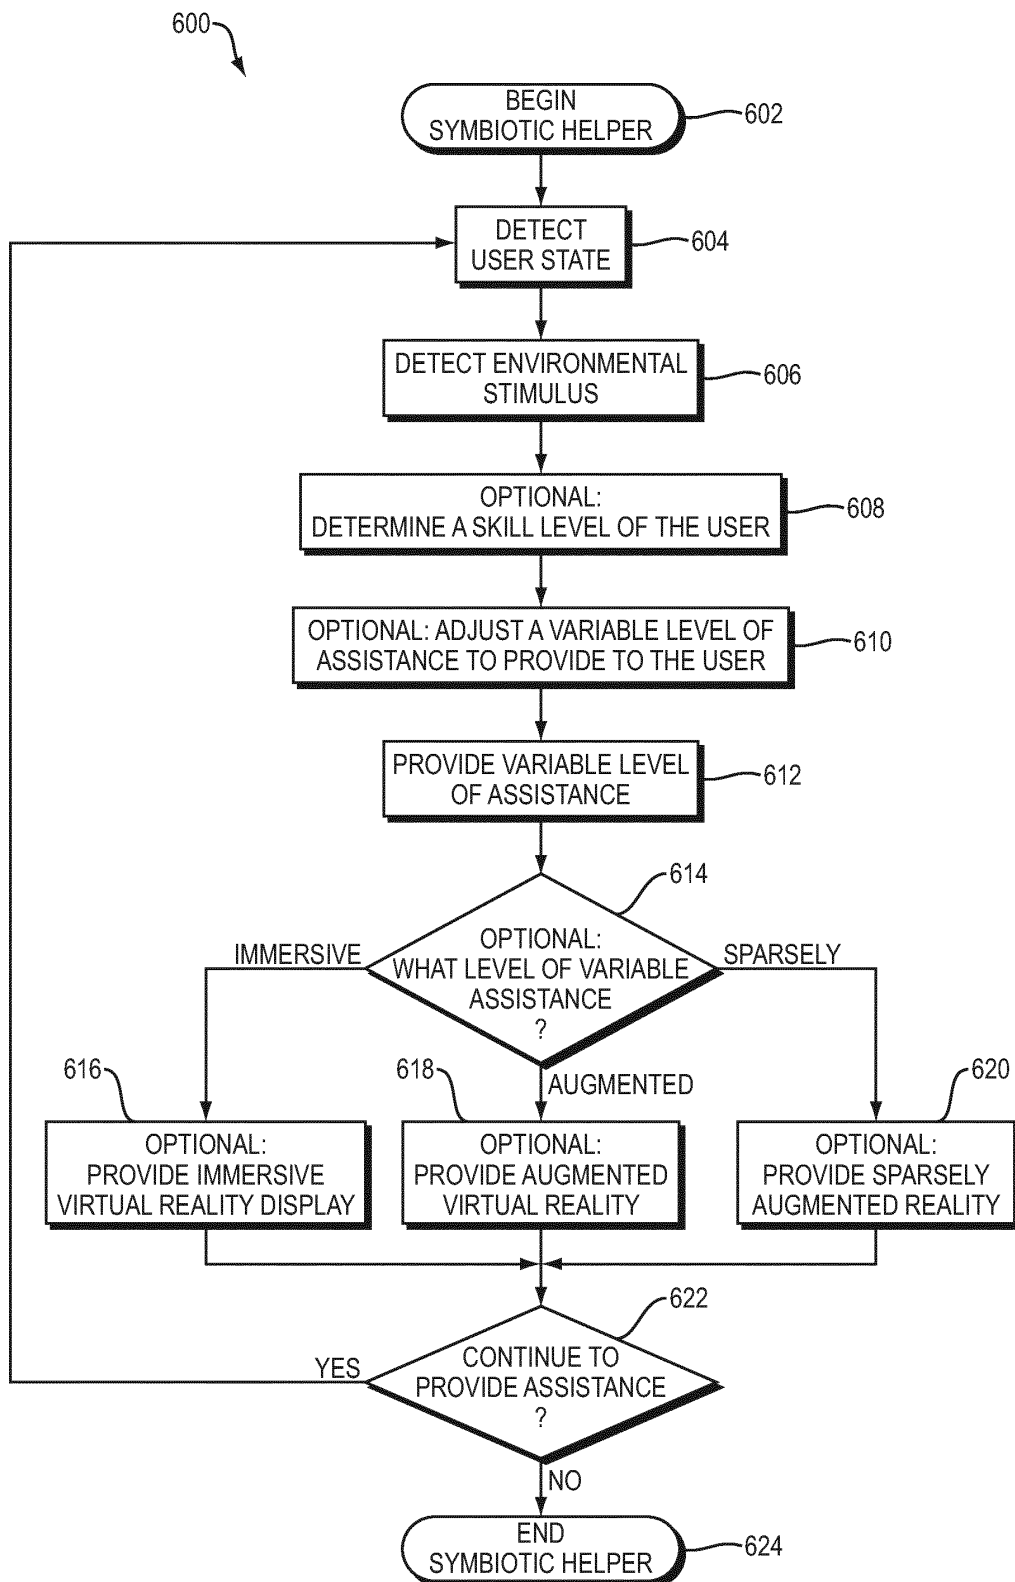 600
BEGIN
SYMBIOTIC HELPER
602
DETECT
USER STATE
604
DETECT ENVIRONMENTAL
STIMULUS
606
OPTIONAL:
DETERMINE A SKILL LEVEL OF THE USER
608
OPTIONAL: ADJUST A VARIABLE LEVEL OF
ASSISTANCE TO PROVIDE TO THE USER
610
PROVIDE VARIABLE LEVEL
OF ASSISTANCE
612
614
OPTIONAL:
WHAT LEVEL OF VARIABLE
ASSISTANCE
?
IMMERSIVE
SPARSELY
AUGMENTED
616
OPTIONAL:
PROVIDE IMMERSIVE
VIRTUAL REALITY DISPLAY
618
OPTIONAL:
PROVIDE AUGMENTED
VIRTUAL REALITY
620
OPTIONAL:
PROVIDE SPARSELY
AUGMENTED REALITY
622
CONTINUE TO
PROVIDE ASSISTANCE
?
YES
NO
END
SYMBIOTIC HELPER
624